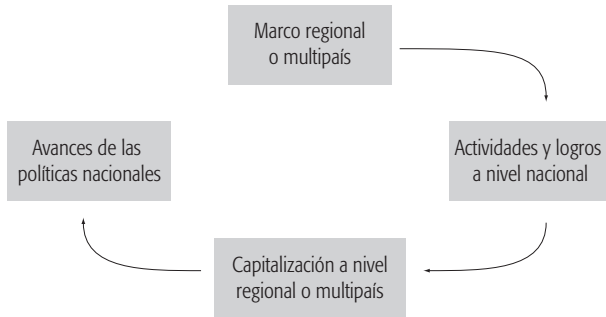 Marco regional
o multipaís
Avances de las
políticas nacionales
Actividades y logros
a nivel nacional
Capitalización a nivel
regional o multipaís